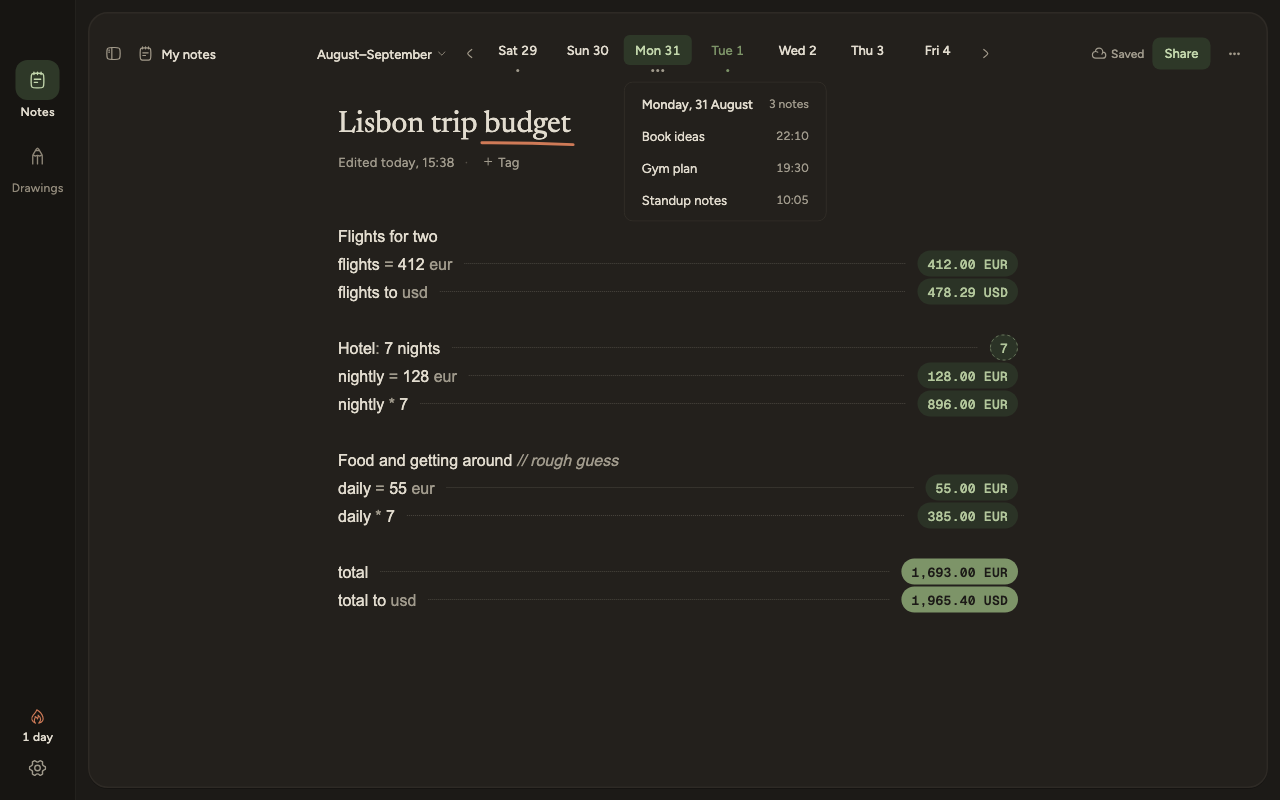 My notes
August–September
Sat 29
Sun 30
Mon 31
Tue 1
Wed 2
Thu 3
Fri 4
Saved
Share
Notes
Drawings
Monday, 31 August 3 notes
Book ideas 22:10
Gym plan 19:30
Standup notes 10:05
Lisbon trip budget
Edited today, 15:38 · + Tag
Flights for two
flights = 412 eur 412.00 EUR
flights to usd 478.29 USD
Hotel: 7 nights 7
nightly = 128 eur 128.00 EUR
nightly * 7 896.00 EUR
Food and getting around // rough guess
daily = 55 eur 55.00 EUR
daily * 7 385.00 EUR
total 1,693.00 EUR
total to usd 1,965.40 USD
1 day